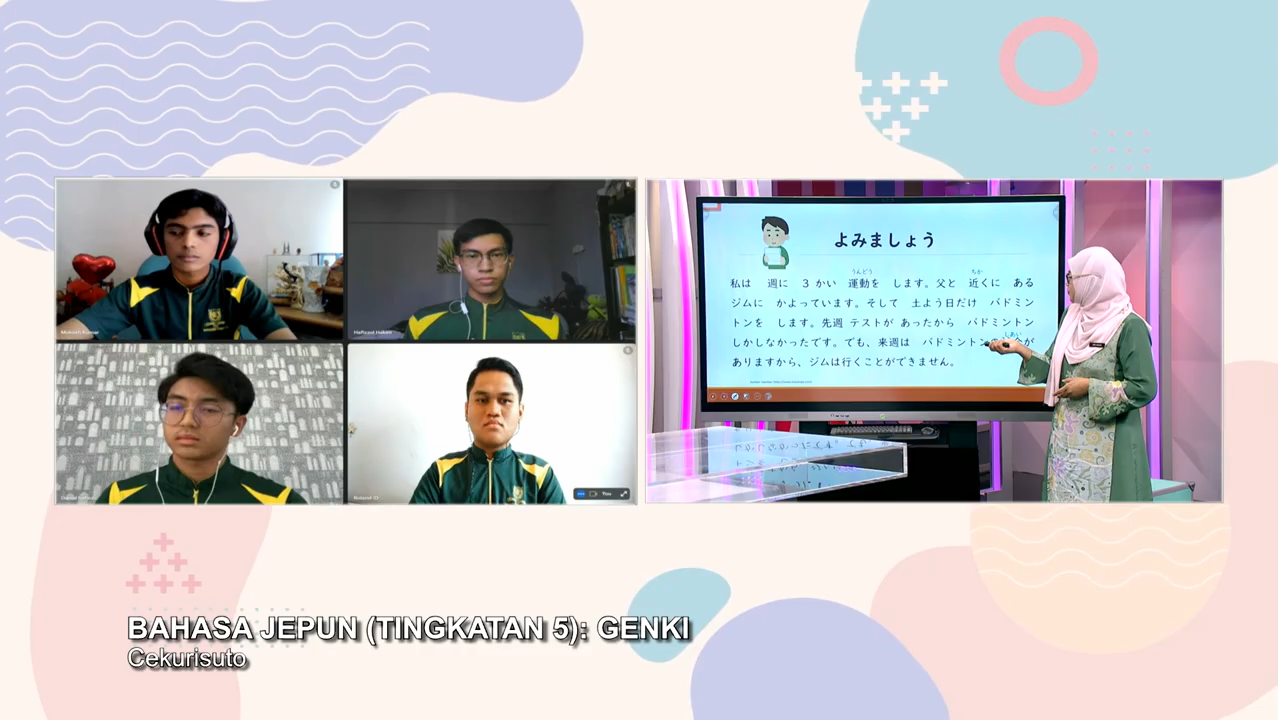 よみましょう
私は 週に 3かい 運動を します。父と 近くに ある
うんどう
ちか
ジムに かよっています。そして 土よう日だけ バドミン
トンを します。先週 テストが あったから バドミントン
しかしなかったです。でも、来週は バドミントン
が
ありますから、ジムは行くことができません。
You
BAHASA JEPUN (TINGKATAN 5): GENKI
Cekurisuto